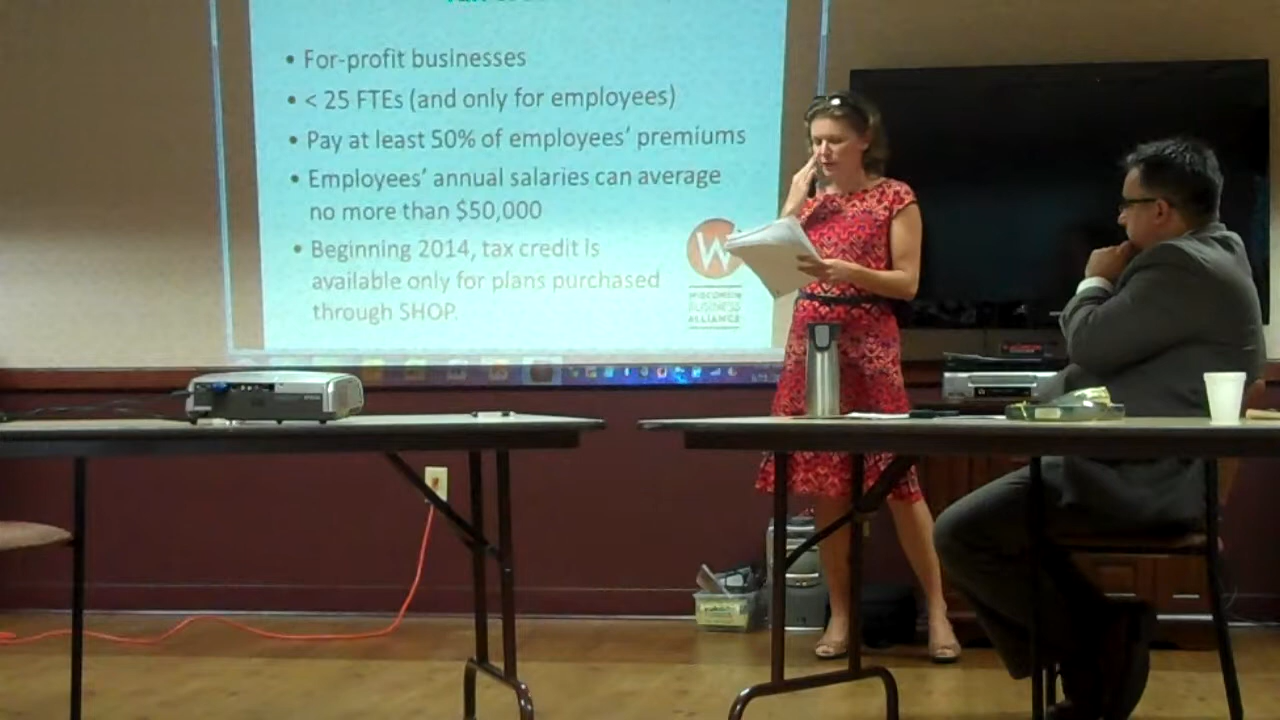 • For-profit businesses
• < 25 FTEs (and only for employees)
• Pay at least 50% of employees' premiums
• Employees' annual salaries can average
no more than $50,000
• Beginning 2014, tax credit is
available only for plans purchased
through SHOP.
W
WISCONSIN
BUSINESS
ALLIANCE